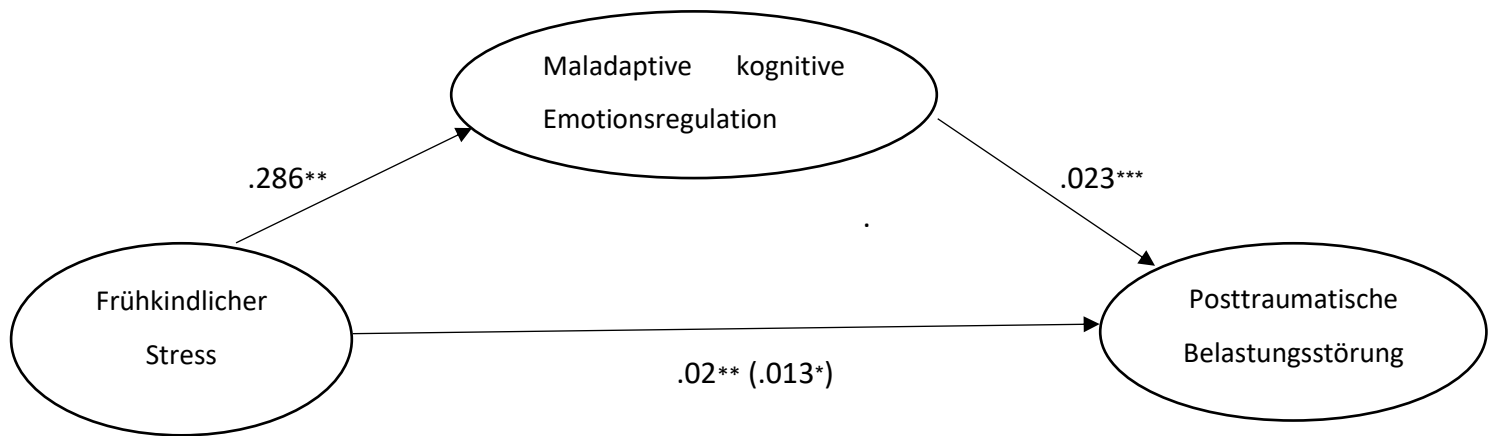 Maladaptive kognitive
Emotionsregulation
.286**
.023***
.
Frühkindlicher
Stress
Posttraumatische
Belastungsstörung
.02** (.013*)